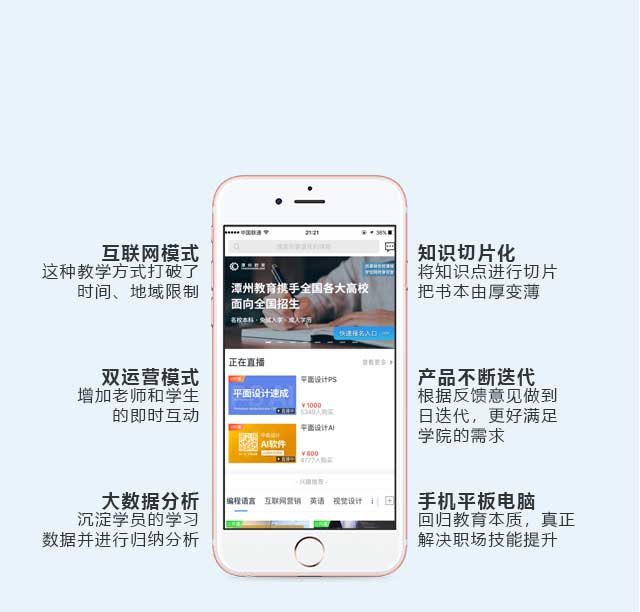 互联网模式
这种教学方式打破了
时间、地域限制
双运营模式
增加老师和学生
的即时互动
大数据分析
沉淀学员的学习
数据并进行归纳分析
中国联通
21:21
36%
潭州教育
潭州教育携手全国各大高校
面向全国招生
名校本科 · 免试入学 · 成人学历
快速报名入口
正在直播
查看更多
平面设计速成
直播中
平面设计PS
￥1000
5349人购买
平面设计
AI软件
直播中
平面设计AI
￥800
4777人购买
- 兴趣推荐 -
编程语言
互联网营销
英语
视觉设计
知识切片化
将知识点进行切片
把书本由厚变薄
产品不断迭代
根据反馈意见做到
日迭代，更好满足
学院的需求
手机平板电脑
回归教育本质，真正
解决职场技能提升